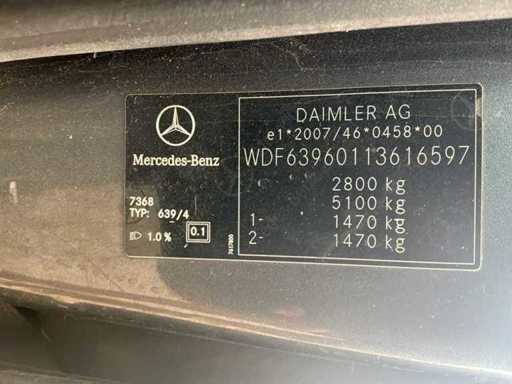 DAIMLER AG
e1*2007/46*0458*00
Mercedes-Benz
WDF63960113616597
2800 kg
5100 kg
1- 1470 kg
2- 1470 kg
7368
TYP: 639/4
1.0 % 0.1